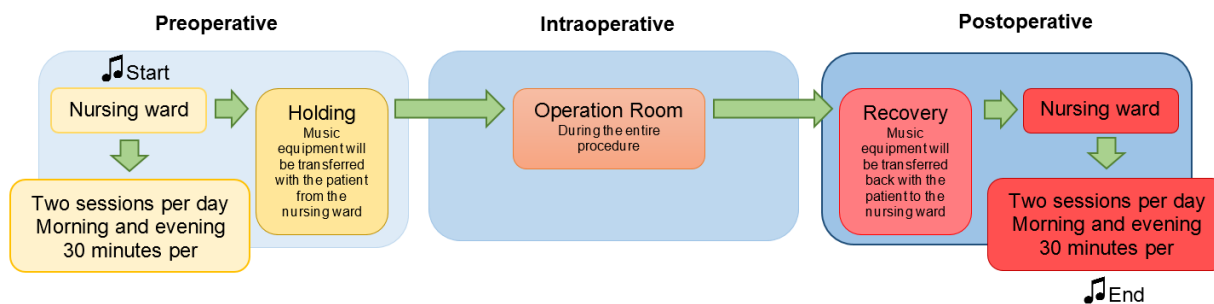 Preoperative
Intraoperative
Postoperative
Start
Nursing ward
Holding
Music
equipment will
be transferred
with the patient
from the
nursing ward
Two sessions per day
Morning and evening
30 minutes per
Operation Room
During the entire
procedure
Recovery
Music
equipment will
be transferred
back with the
patient to the
nursing ward
Nursing ward
Two sessions per day
Morning and evening
30 minutes per
End